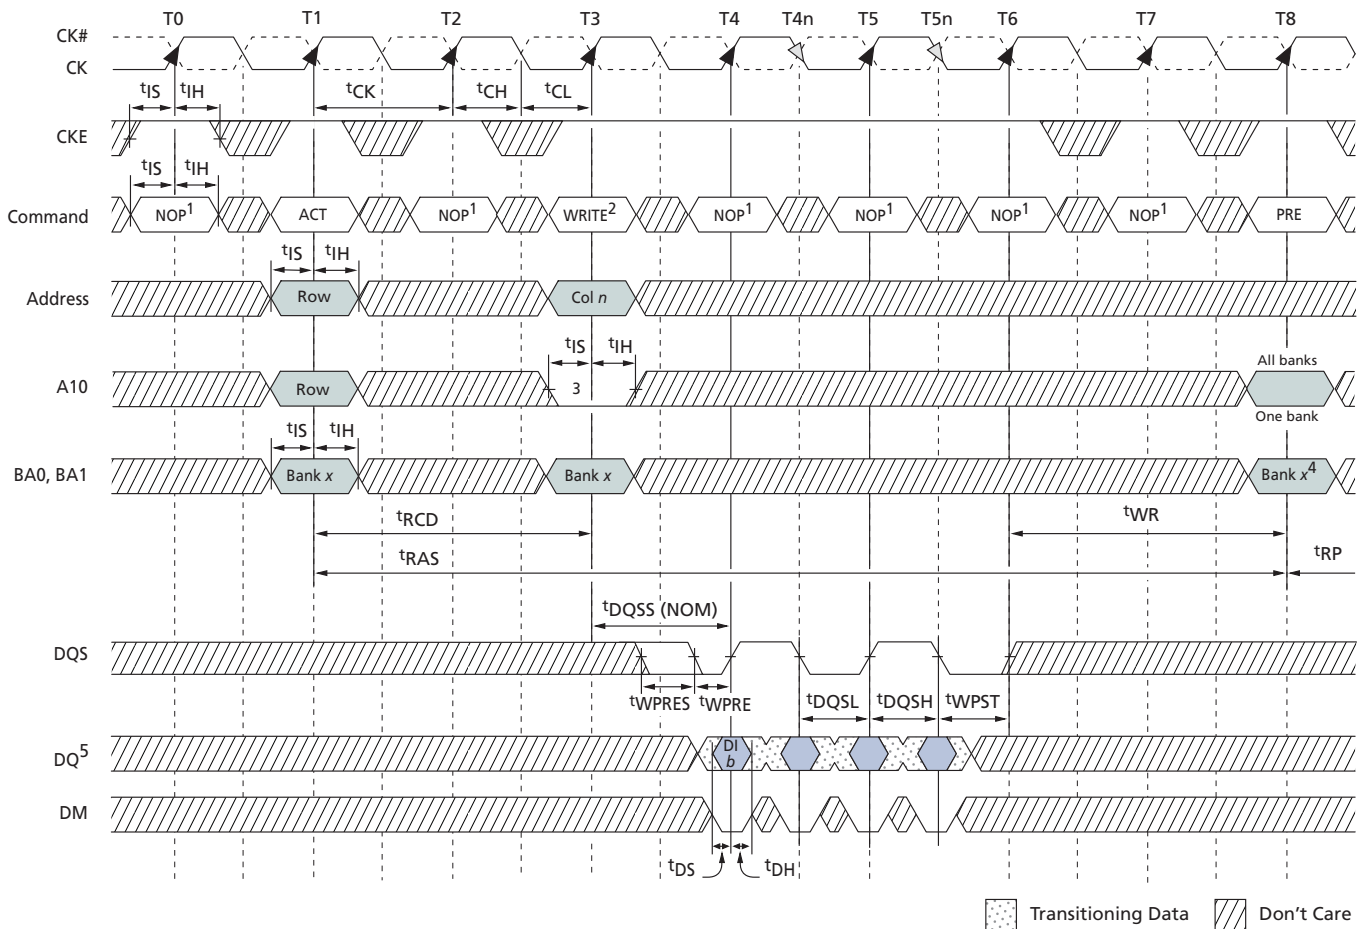 T0 T1 T2 T3 T4 T4n T5 T5n T6 T7 T8
CK#
CK
tIS tIH tCK tCH tCL
CKE
tIS tIH
Command NOP1 ACT NOP1 WRITE2 NOP1 NOP1 NOP1 NOP1 PRE
tIS tIH
Address Row Col n
tIS tIH
All banks
A10 Row 3
One bank
tIS tIH
BA0, BA1 Bank x Bank x Bank x4
tRCD tWR
tRAS tRP
tDQSS (NOM)
DQS
tWPRES tWPRE tDQSL tDQSH tWPST
DQ5 DI
b
DM
tDS tDH
Transitioning Data Don't Care